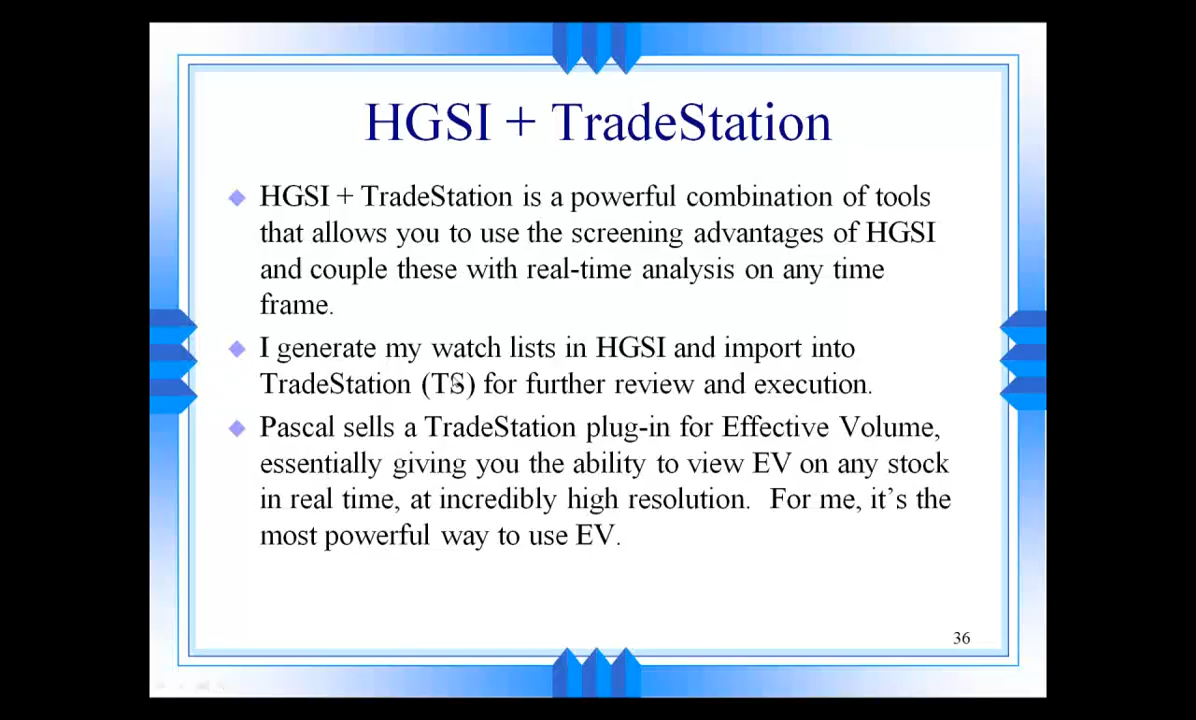 HGSI + TradeStation
HGSI + TradeStation is a powerful combination of tools
that allows you to use the screening advantages of HGSI
and couple these with real-time analysis on any time
frame.
I generate my watch lists in HGSI and import into
TradeStation (TS) for further review and execution.
Pascal sells a TradeStation plug-in for Effective Volume,
essentially giving you the ability to view EV on any stock
in real time, at incredibly high resolution.  For me, it's the
most powerful way to use EV.
36